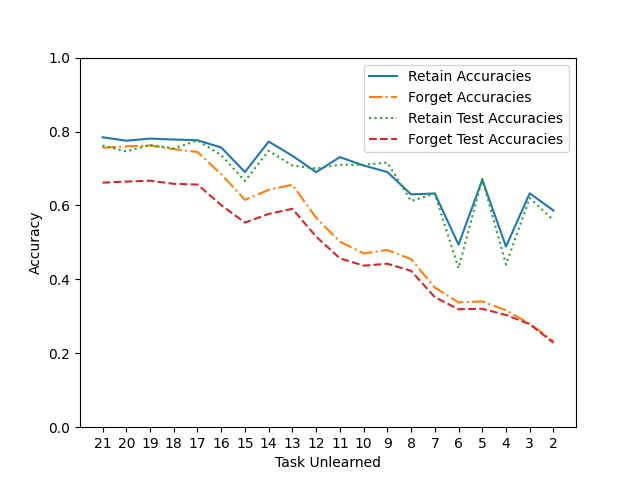 1.0
0.8
0.6
0.4
0.2
0.0
Accuracy
Retain Accuracies
Forget Accuracies
Retain Test Accuracies
Forget Test Accuracies
21 20 19 18 17 16 15 14 13 12 11 10 9 8 7 6 5 4 3 2
Task Unlearned